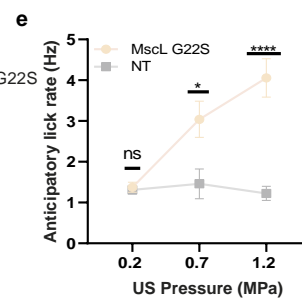 e
5
4
3
2
1
0
Anticipatory lick rate (Hz)
G22S
MscL G22S
NT
ns
*
****
0.2 0.7 1.2
US Pressure (MPa)